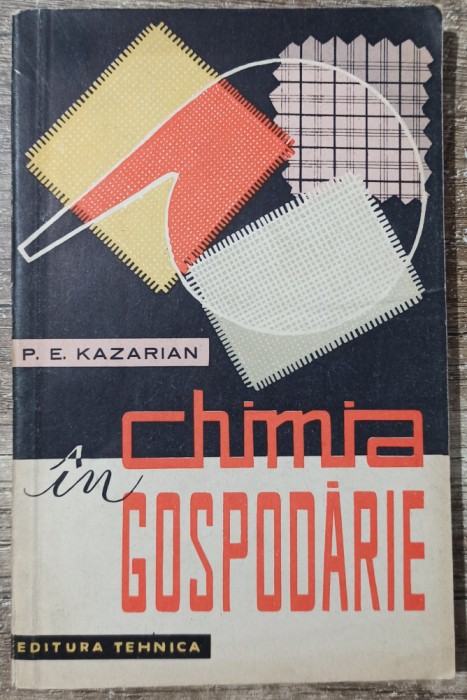 P. E. KAZARIAN
chimia
în
GOSPODĂRIE
EDITURA TEHNICA